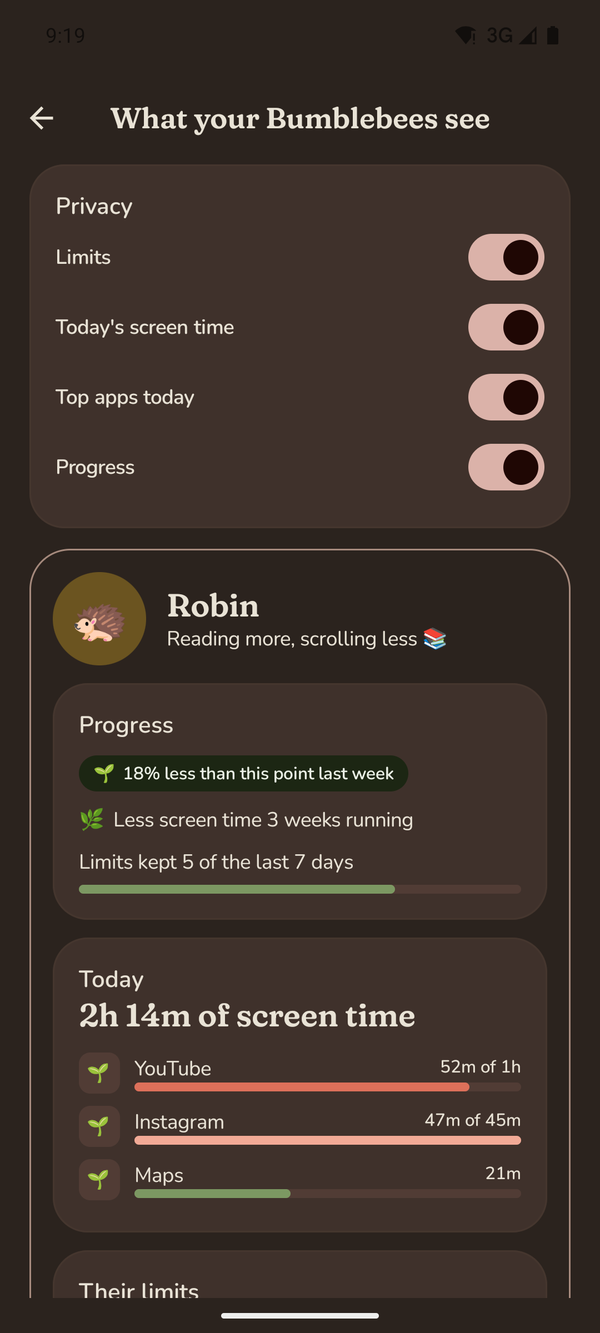 9:19
3G
What your Bumblebees see
Privacy
Limits
Today's screen time
Top apps today
Progress
Robin
Reading more, scrolling less 📚
Progress
🌱 18% less than this point last week
🌿 Less screen time 3 weeks running
Limits kept 5 of the last 7 days
Today
2h 14m of screen time
YouTube 52m of 1h
Instagram 47m of 45m
Maps 21m
Their limits